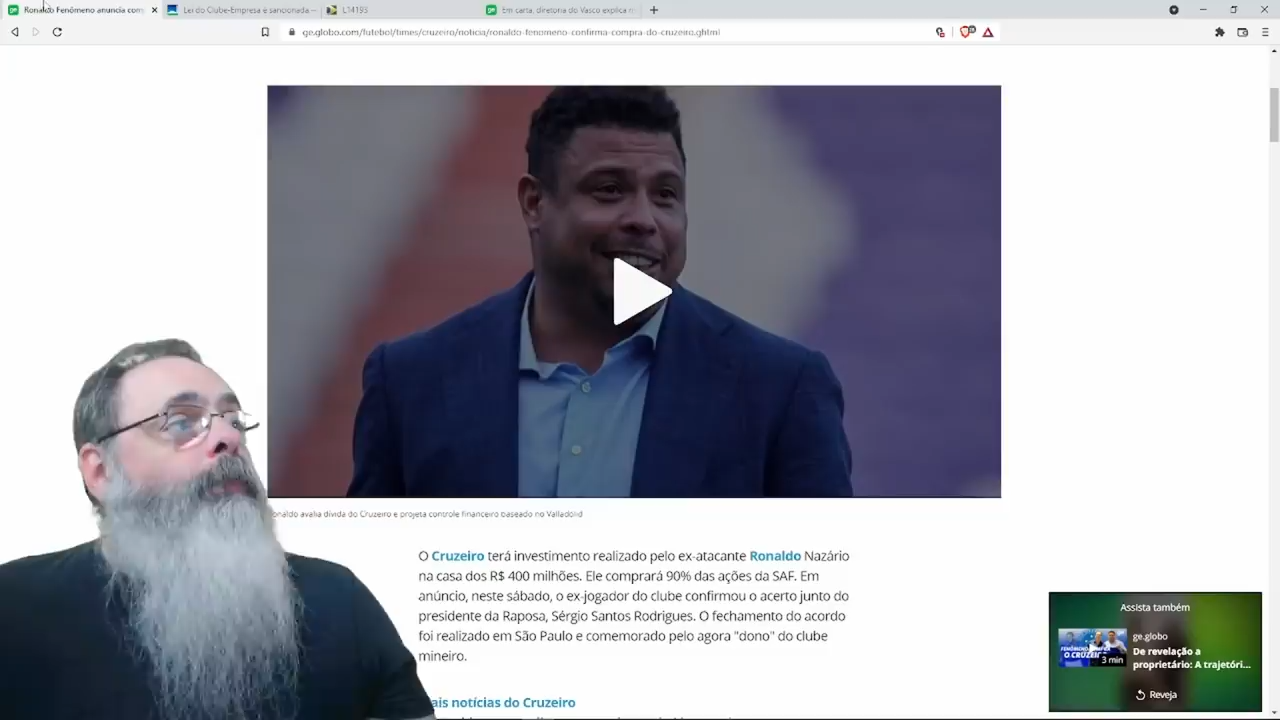 Ronaldo Fenômeno anuncia com
Lei do Clube-Empresa é sancionada —
L14193
Em carta, diretoria do Vasco explica
ge.globo.com/futebol/times/cruzeiro/noticia/ronaldo-fenomeno-confirma-compra-do-cruzeiro.ghtml
onaldo avalia dívida do Cruzeiro e projeta controle financeiro baseado no Valladolid
O Cruzeiro terá investimento realizado pelo ex-atacante Ronaldo Nazário
na casa dos R$ 400 milhões. Ele comprará 90% das ações da SAF. Em
anúncio, neste sábado, o ex-jogador do clube confirmou o acerto junto do
presidente da Raposa, Sérgio Santos Rodrigues. O fechamento do acordo
foi realizado em São Paulo e comemorado pelo agora "dono" do clube
mineiro.
ais notícias do Cruzeiro
Assista também
ge.globo
De revelação a
proprietário: A trajetóri...
O CRUZEIR
3 min
Reveja